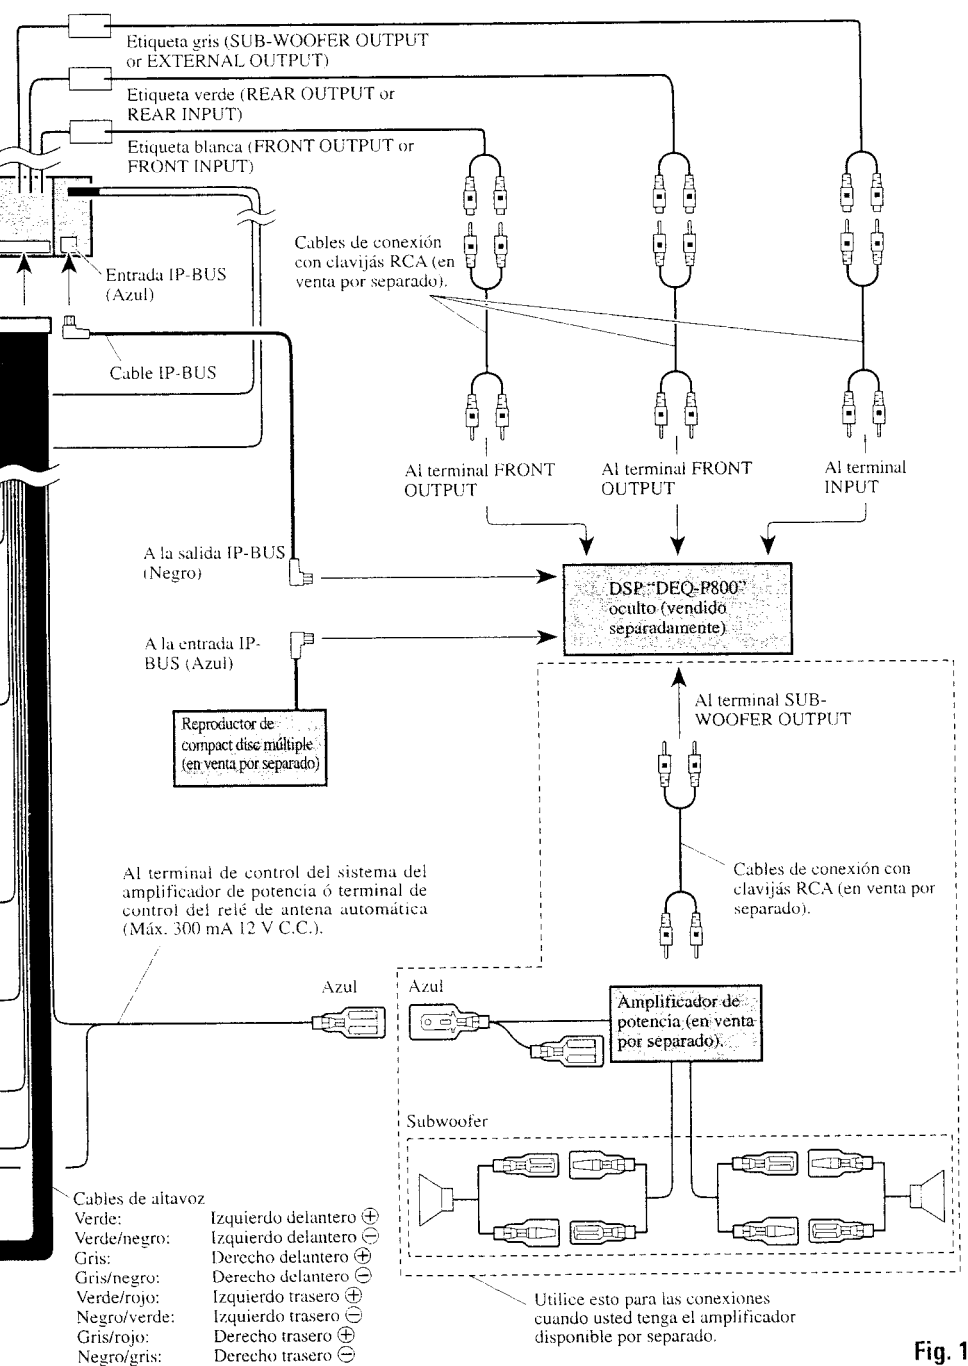 Etiqueta gris (SUB-WOOFER OUTPUT
or EXTERNAL OUTPUT)
Etiqueta verde (REAR OUTPUT or
REAR INPUT)
Etiqueta blanca (FRONT OUTPUT or
FRONT INPUT)
Cables de conexión
con clavijás RCA (en
venta por separado).
Entrada IP-BUS
(Azul)
Cable IP-BUS
Al terminal FRONT
OUTPUT
Al terminal FRONT
OUTPUT
Al terminal
INPUT
A la salida IP-BUS
(Negro)
DSP "DEQ-P800"
oculto (vendido
separadamente)
A la entrada IP-
BUS (Azul)
Reproductor de
compact disc múltiple
(en venta por separado)
Al terminal SUB-
WOOFER OUTPUT
Cables de conexión con
clavijás RCA (en venta por
separado).
Al terminal de control del sistema del
amplificador de potencia ó terminal de
control del relé de antena automática
(Máx. 300 mA 12 V C.C.).
Azul
Azul
Amplificador de
potencia (en venta
por separado).
Subwoofer
Cables de altavoz
Verde: Izquierdo delantero ⊕
Verde/negro: Izquierdo delantero ⊖
Gris: Derecho delantero ⊕
Gris/negro: Derecho delantero ⊖
Verde/rojo: Izquierdo trasero ⊕
Negro/verde: Izquierdo trasero ⊖
Gris/rojo: Derecho trasero ⊕
Negro/gris: Derecho trasero ⊖
Utilice esto para las conexiones
cuando usted tenga el amplificador
disponible por separado.
Fig. 1